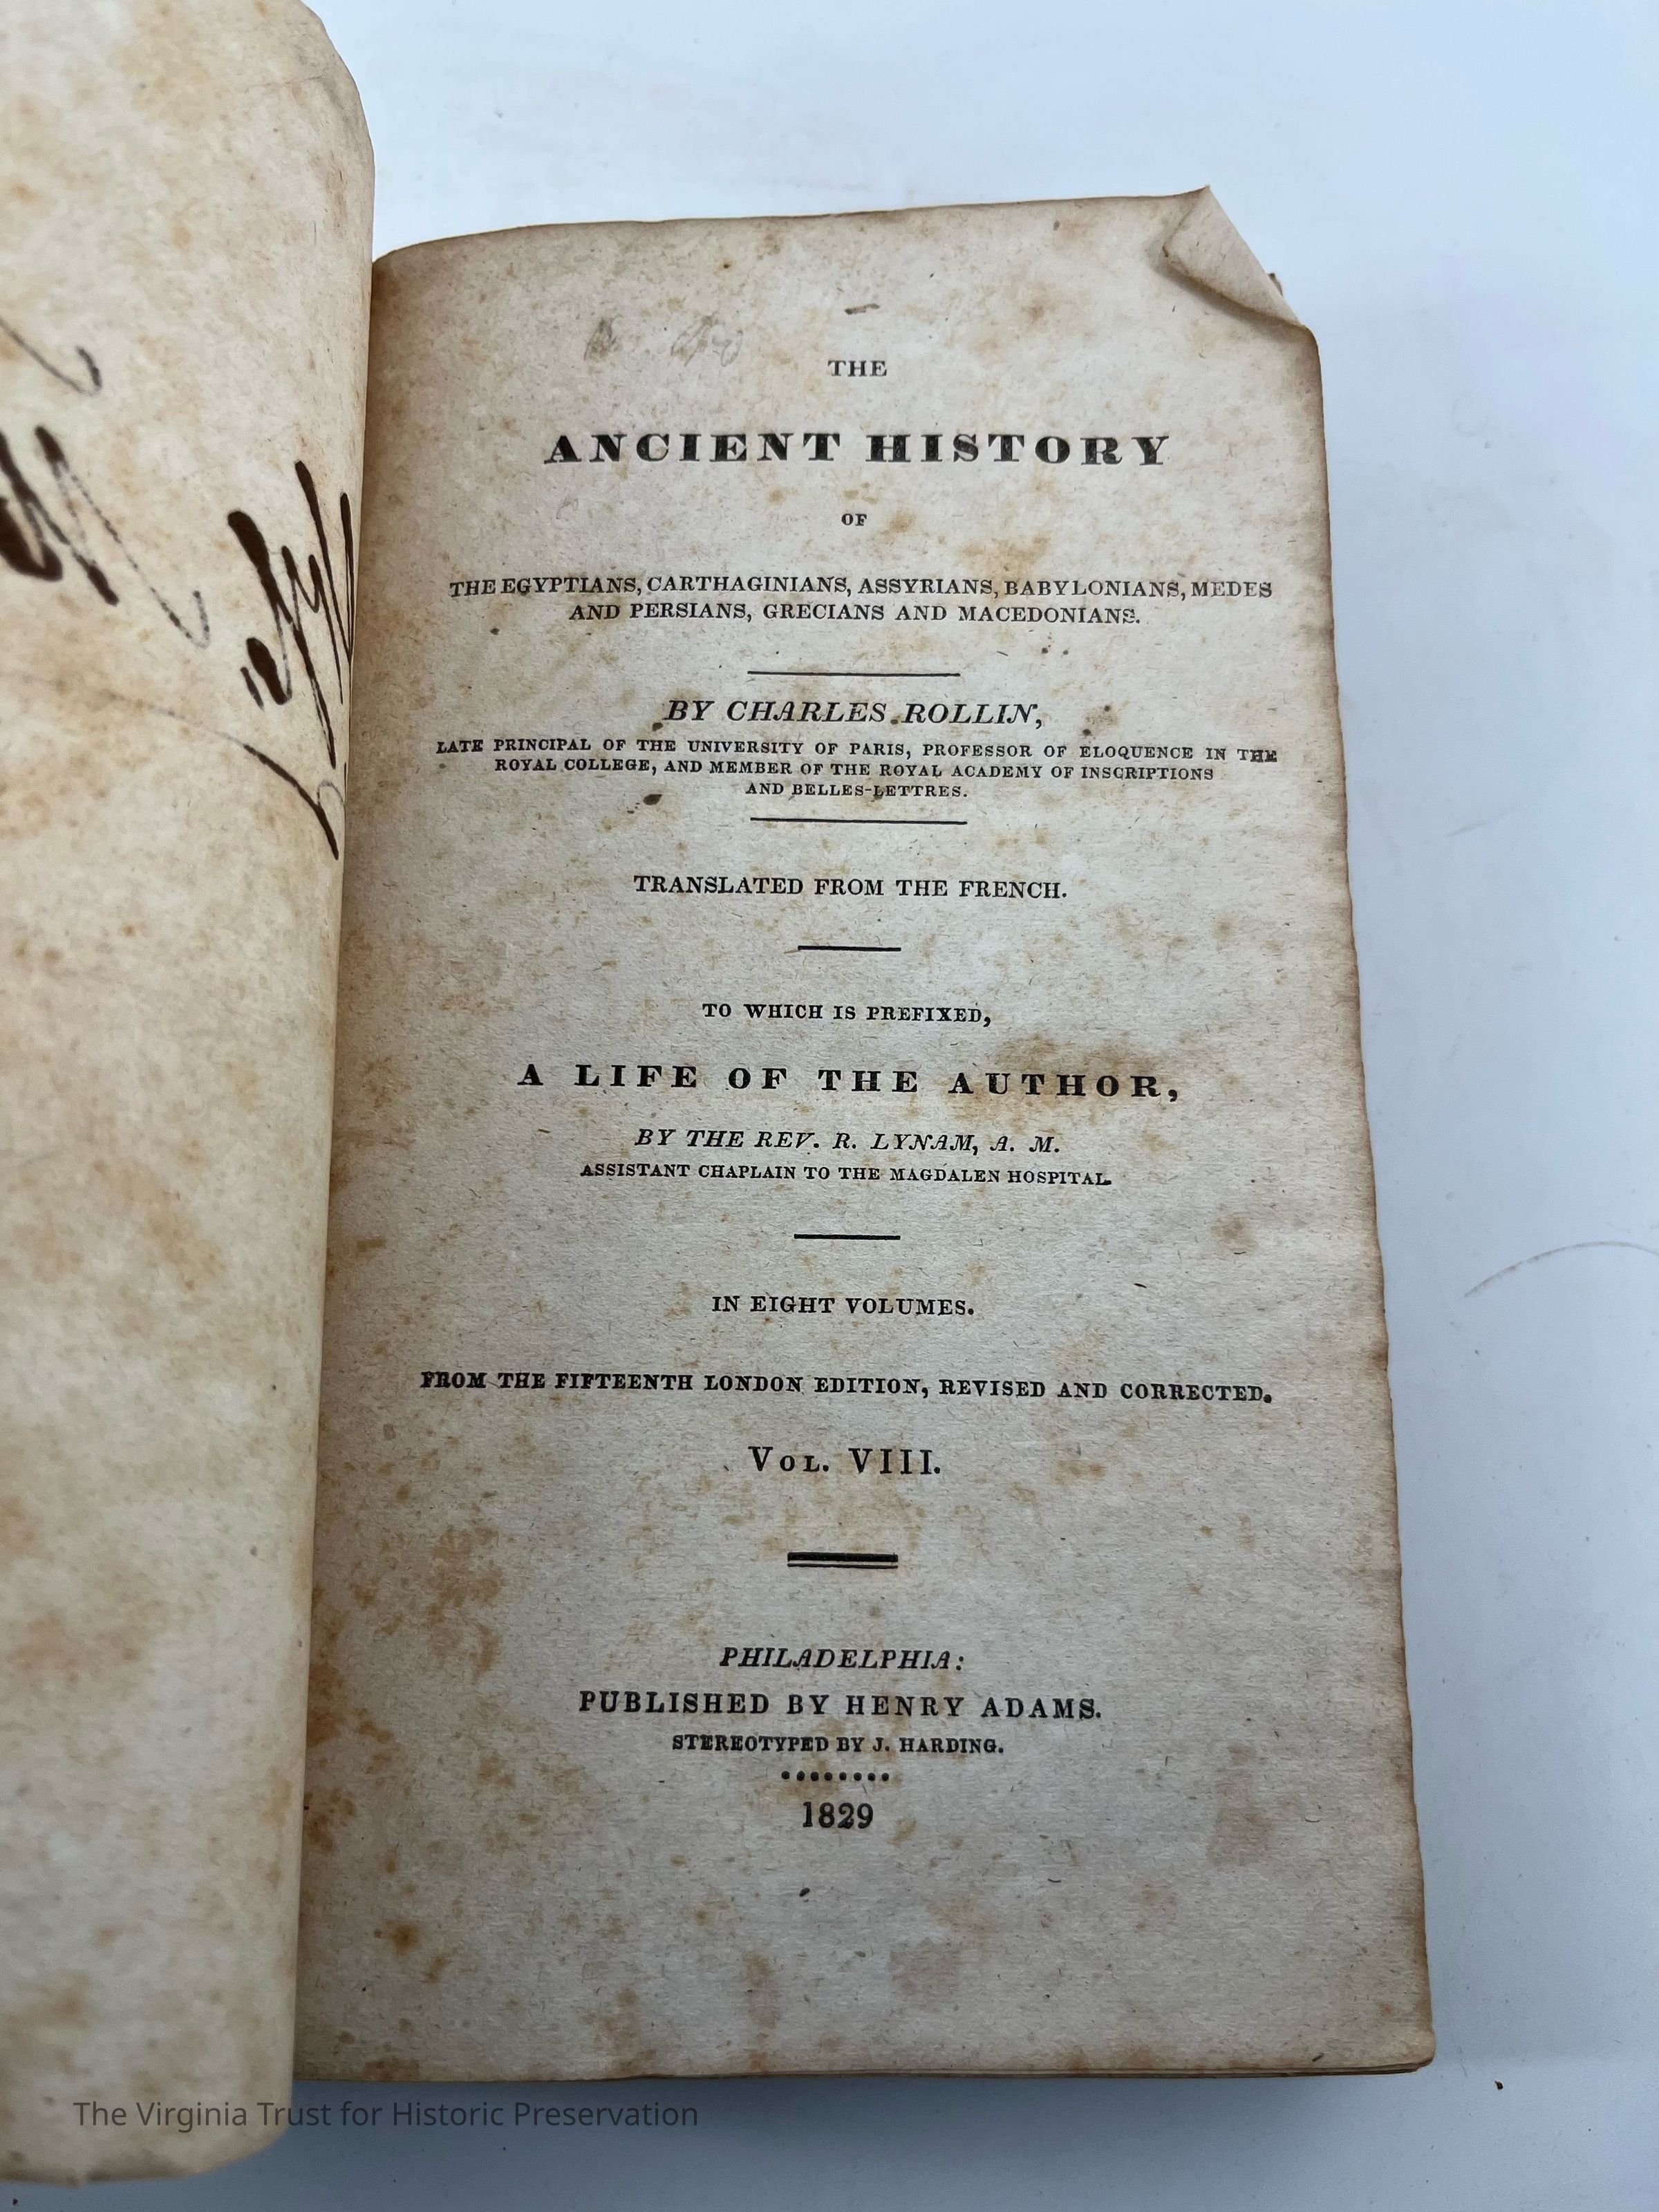 THE
ANCIENT HISTORY
OF
THE EGYPTIANS, CARTHAGINIANS, ASSYRIANS, BABYLONIANS, MEDES
AND PERSIANS, GRECIANS AND MACEDONIANS.
BY CHARLES ROLLIN,
LATE PRINCIPAL OF THE UNIVERSITY OF PARIS, PROFESSOR OF ELOQUENCE IN THE
ROYAL COLLEGE, AND MEMBER OF THE ROYAL ACADEMY OF INSCRIPTIONS
AND BELLES-LETTRES.
TRANSLATED FROM THE FRENCH.
TO WHICH IS PREFIXED,
A LIFE OF THE AUTHOR,
BY THE REV. R. LYNAM, A. M.
ASSISTANT CHAPLAIN TO THE MAGDALEN HOSPITAL.
IN EIGHT VOLUMES.
FROM THE FIFTEENTH LONDON EDITION, REVISED AND CORRECTED.
VOL. VIII.
PHILADELPHIA:
PUBLISHED BY HENRY ADAMS.
STEREOTYPED BY J. HARDING.
1829
The Virginia Trust for Historic Preservation